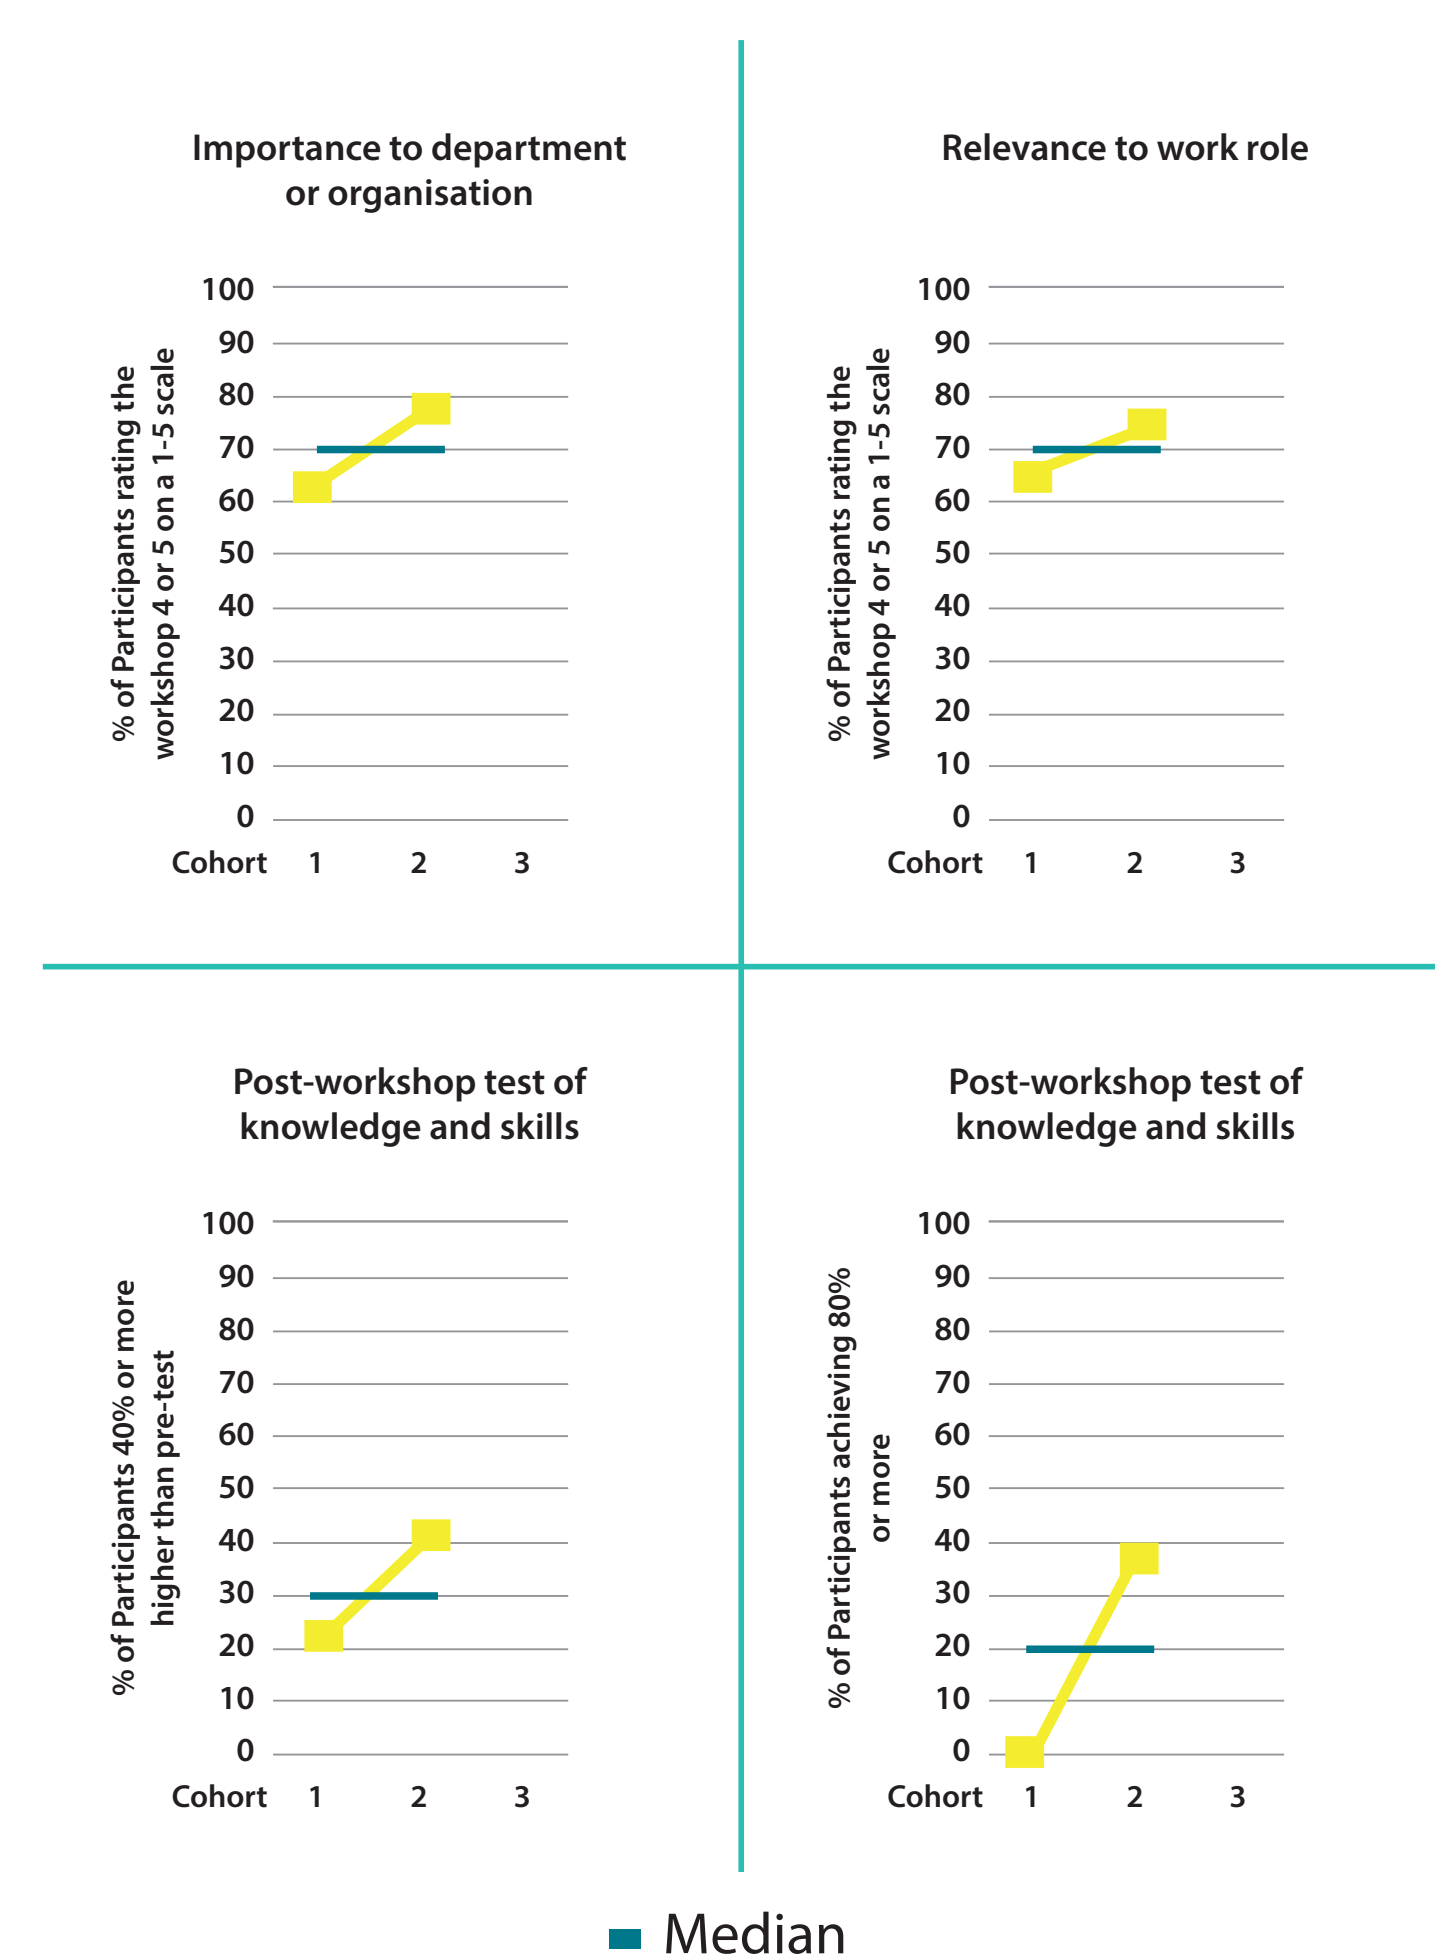 Importance to department
or organisation
% of Participants rating the
workshop 4 or 5 on a 1-5 scale
100
90
80
70
60
50
40
30
20
10
0
Cohort 1 2 3
Relevance to work role
% of Participants rating the
workshop 4 or 5 on a 1-5 scale
100
90
80
70
60
50
40
30
20
10
0
Cohort 1 2 3
Post-workshop test of
knowledge and skills
% of Participants 40% or more
higher than pre-test
100
90
80
70
60
50
40
30
20
10
0
Cohort 1 2 3
Post-workshop test of
knowledge and skills
% of Participants achieving 80%
or more
100
90
80
70
60
50
40
30
20
10
0
Cohort 1 2 3
Median